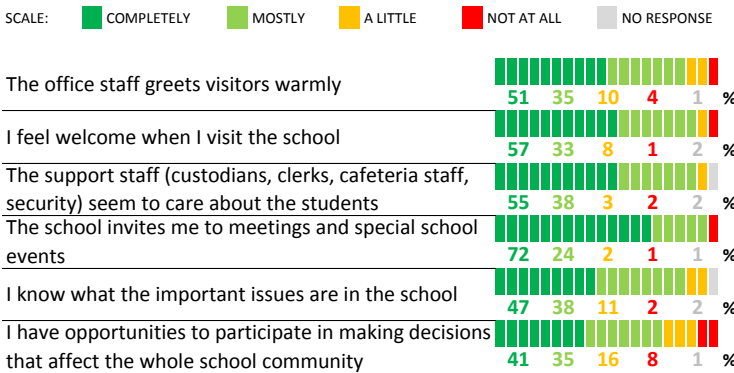 SCALE: COMPLETELY MOSTLY A LITTLE NOT AT ALL NO RESPONSE
The office staff greets visitors warmly
51 35 10 4 1 %
I feel welcome when I visit the school
57 33 8 1 2 %
The support staff (custodians, clerks, cafeteria staff,
security) seem to care about the students
55 38 3 2 2 %
The school invites me to meetings and special school
events
72 24 2 1 1 %
I know what the important issues are in the school
47 38 11 2 2 %
I have opportunities to participate in making decisions
that affect the whole school community
41 35 16 8 1 %